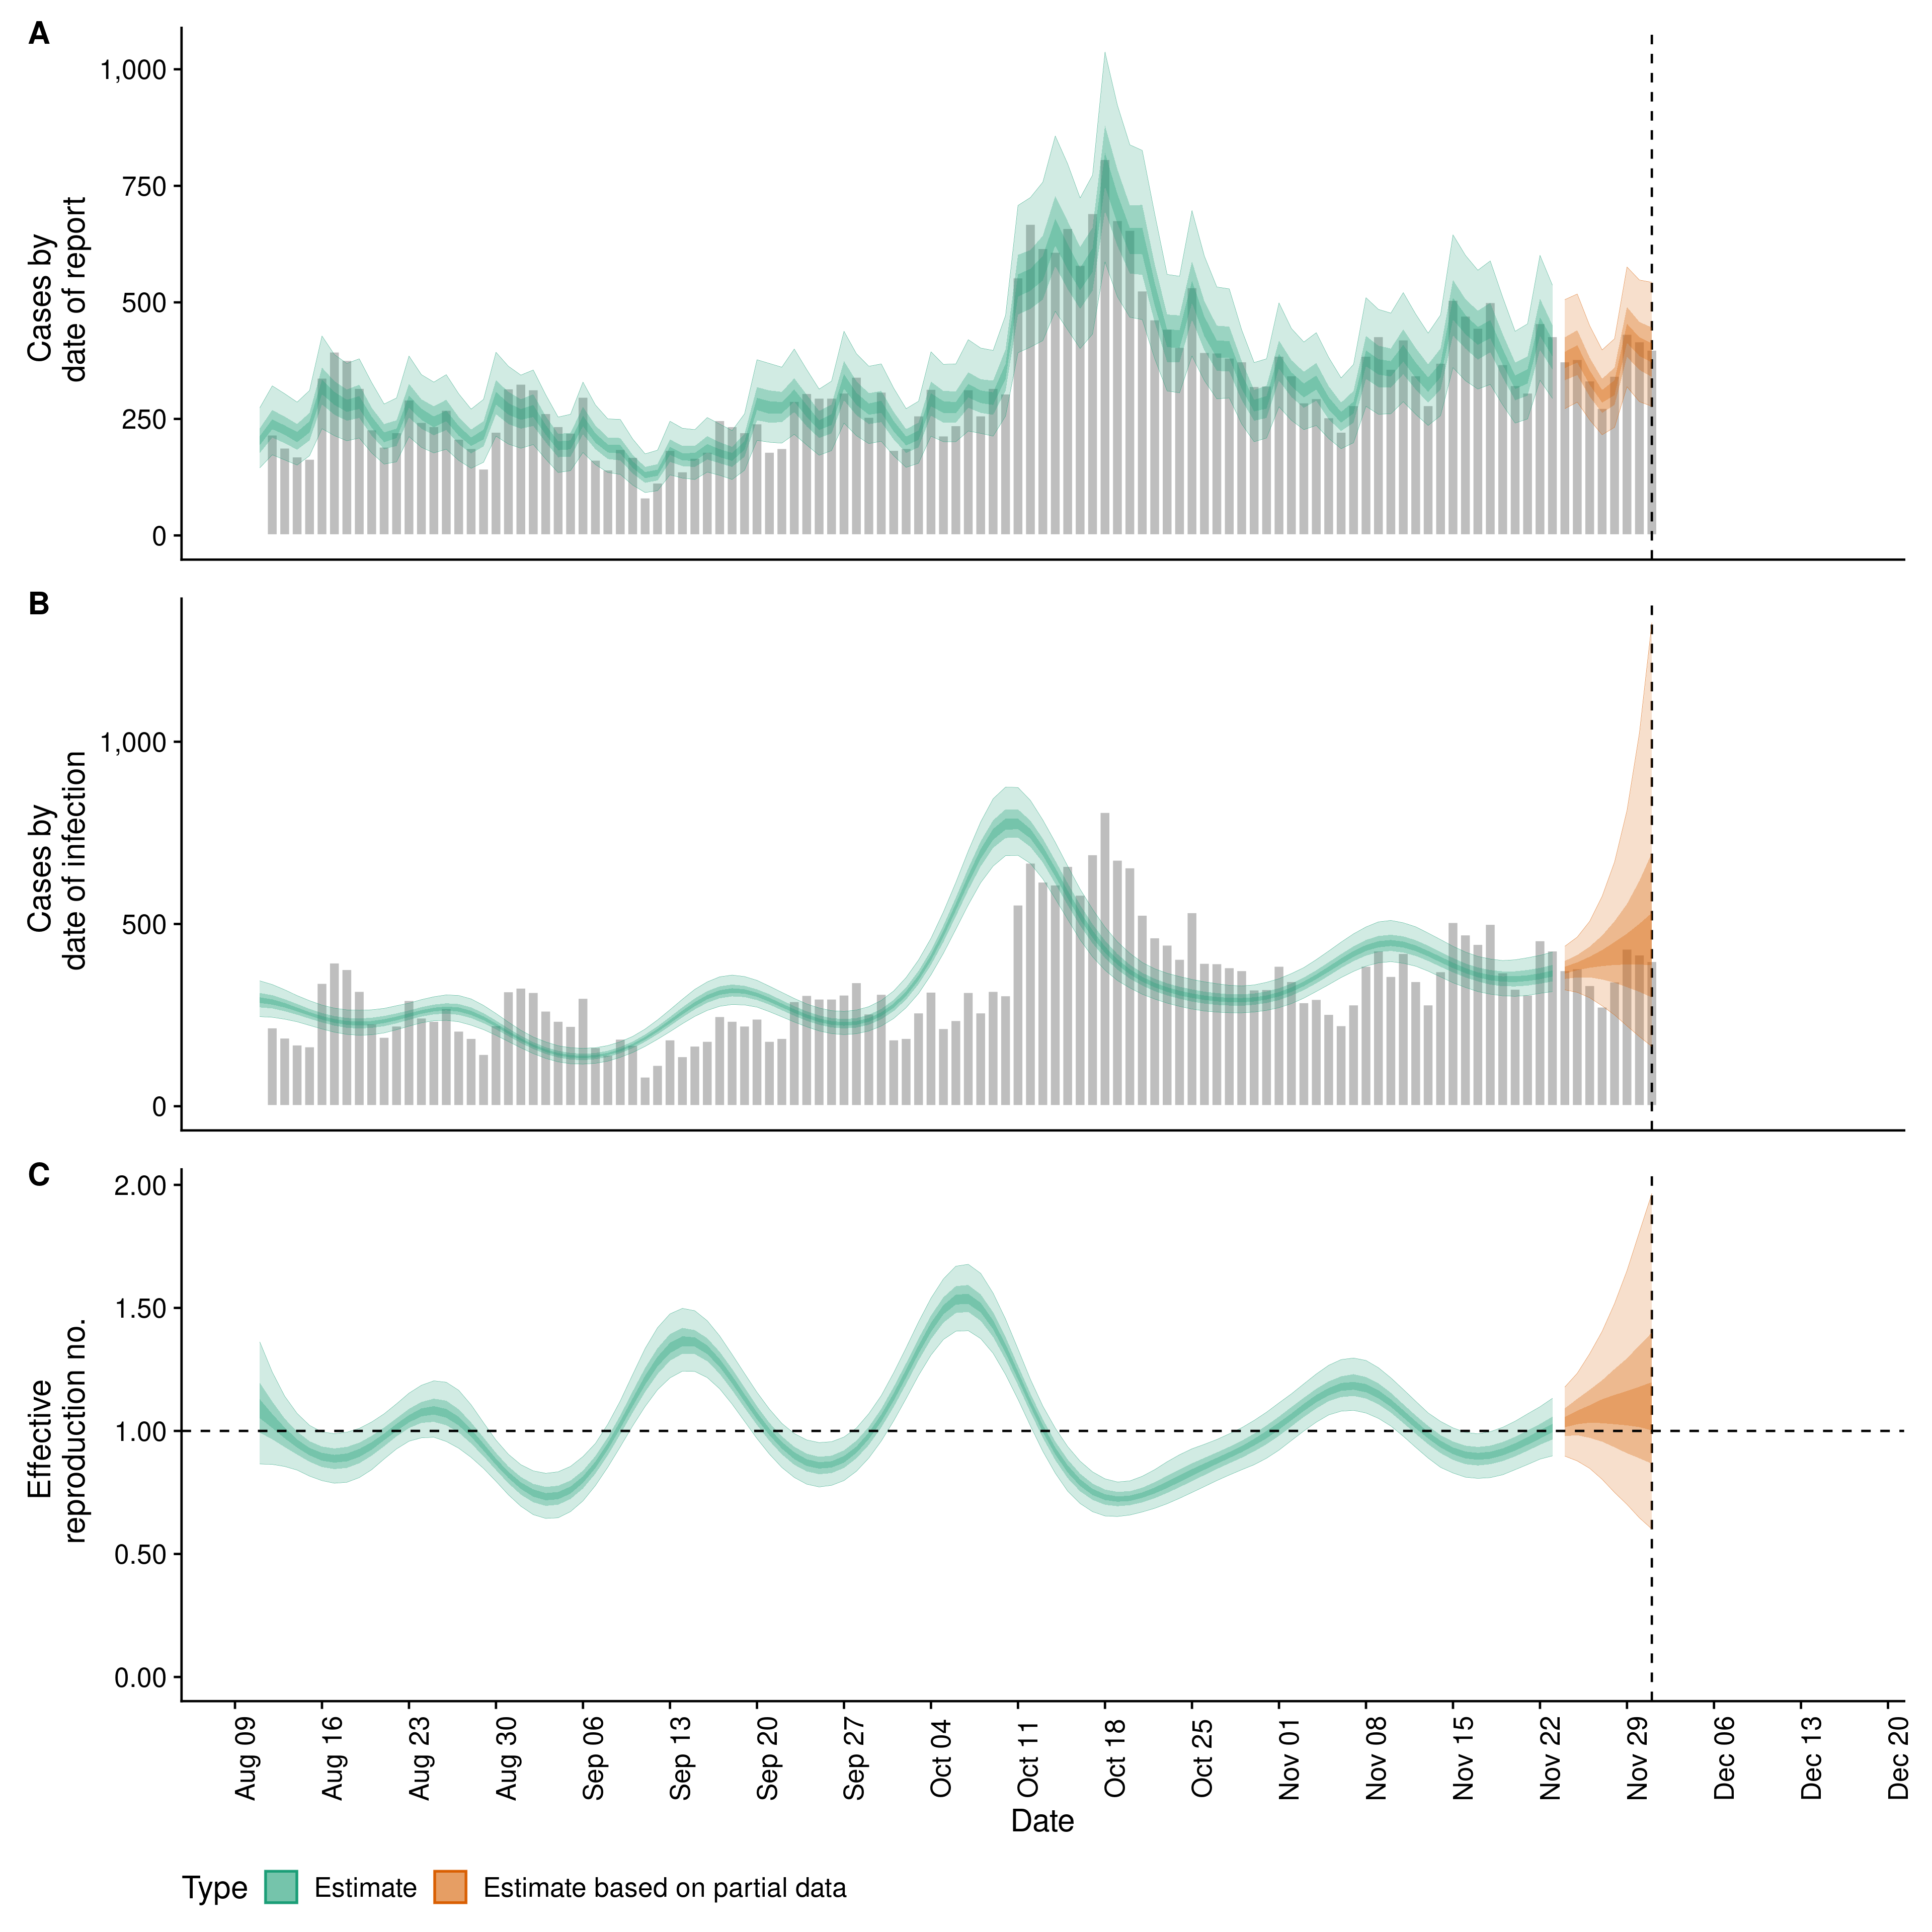 A
Cases by
date of report
1,000
750
500
250
0
B
Cases by
date of infection
1,000
500
0
C
Effective
reproduction no.
2.00
1.50
1.00
0.50
0.00
Aug 09
Aug 16
Aug 23
Aug 30
Sep 06
Sep 13
Sep 20
Sep 27
Oct 04
Oct 11
Oct 18
Oct 25
Nov 01
Nov 08
Nov 15
Nov 22
Nov 29
Dec 06
Dec 13
Dec 20
Date
Type Estimate Estimate based on partial data